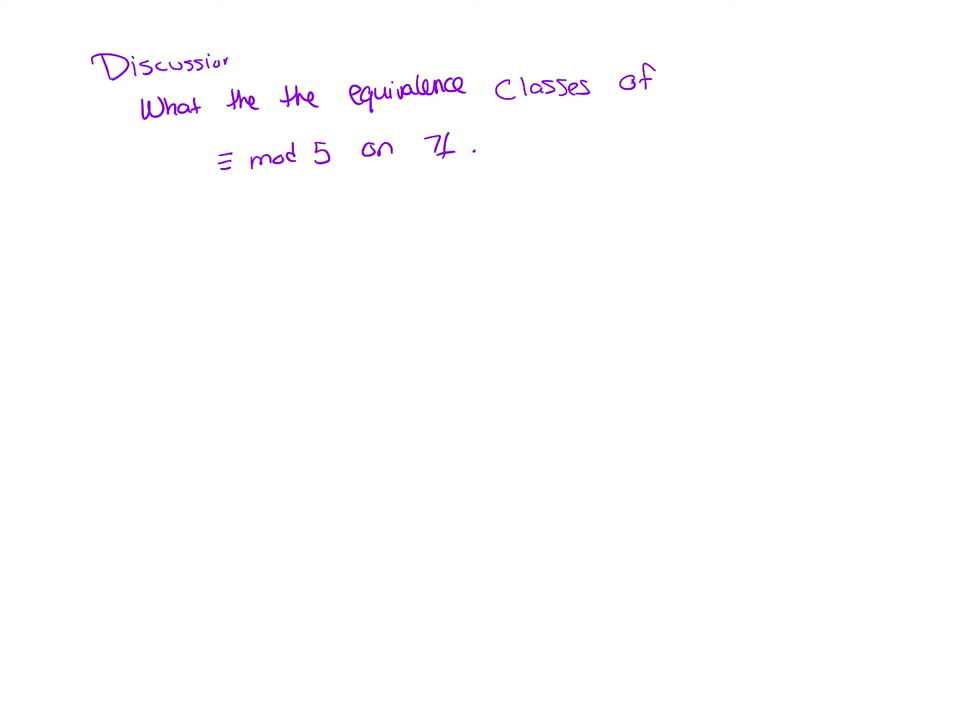 Discussion
What the the equivalence classes of
≡ mod 5 on ℤ.